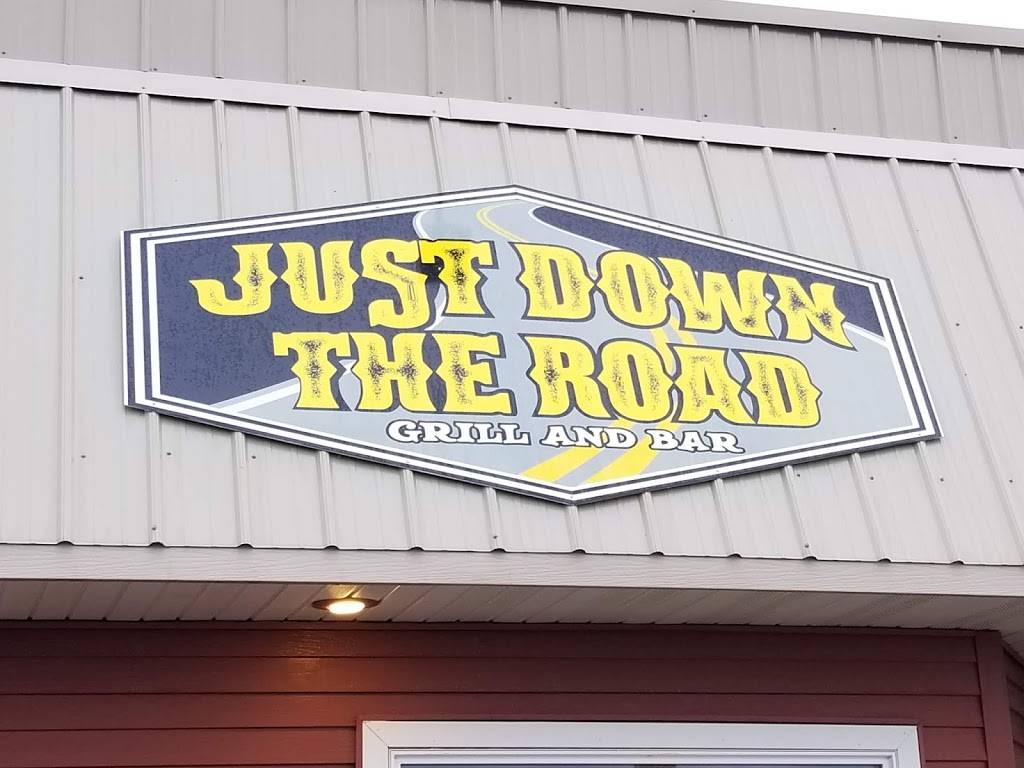 JUST DOWN
THE ROAD
GRILL AND BAR